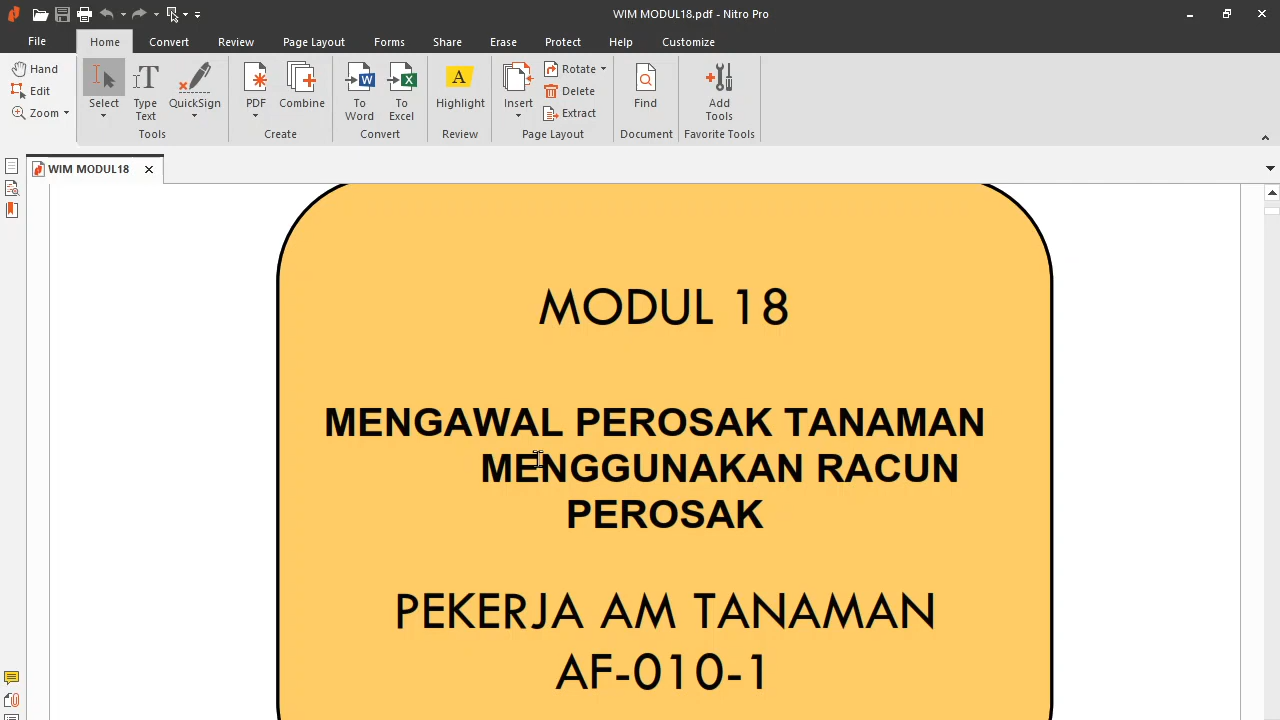 WIM MODUL18.pdf - Nitro Pro
File Home Convert Review Page Layout Forms Share Erase Protect Help Customize
Hand
Edit
Zoom
Select
Type Text
QuickSign
Tools
PDF
Combine
Create
To Word
To Excel
Convert
Highlight
Review
Insert
Rotate
Delete
Extract
Page Layout
Find
Document
Add Tools
Favorite Tools
WIM MODUL18
MODUL 18
MENGAWAL PEROSAK TANAMAN
MENGGUNAKAN RACUN
PEROSAK
PEKERJA AM TANAMAN
AF-010-1